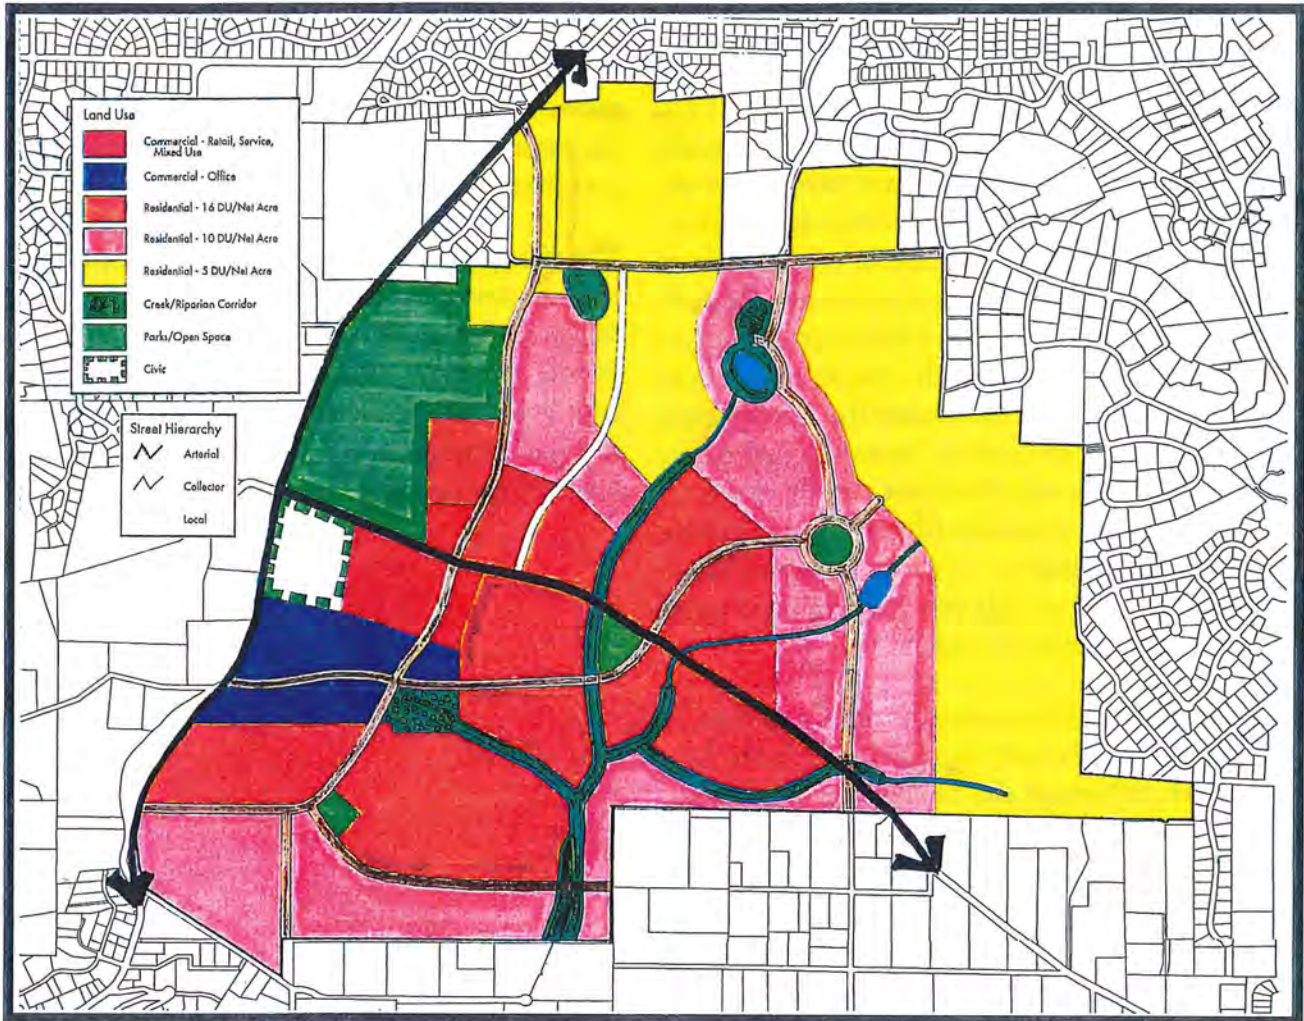 Land Use
Commercial - Retail, Service,
Mixed Use
Commercial - Office
Residential - 16 DU/Net Acre
Residential - 10 DU/Net Acre
Residential - 5 DU/Net Acre
Creek/Riparian Corridor
Parks/Open Space
Civic
Street Hierarchy
Arterial
Collector
Local